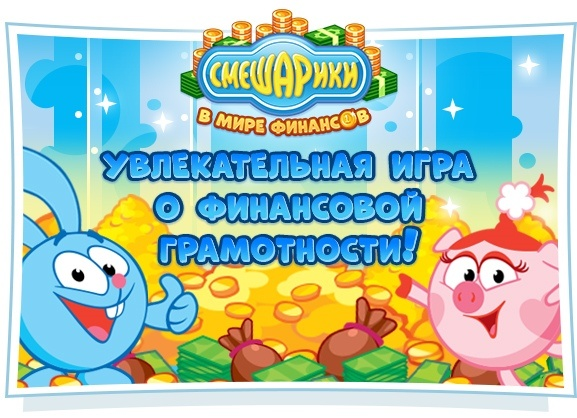 СМЕШАРИКИ
В МИРЕ ФИНАНСОВ
УВЛЕКАТЕЛЬНАЯ ИГРА
О ФИНАНСОВОЙ
ГРАМОТНОСТИ!